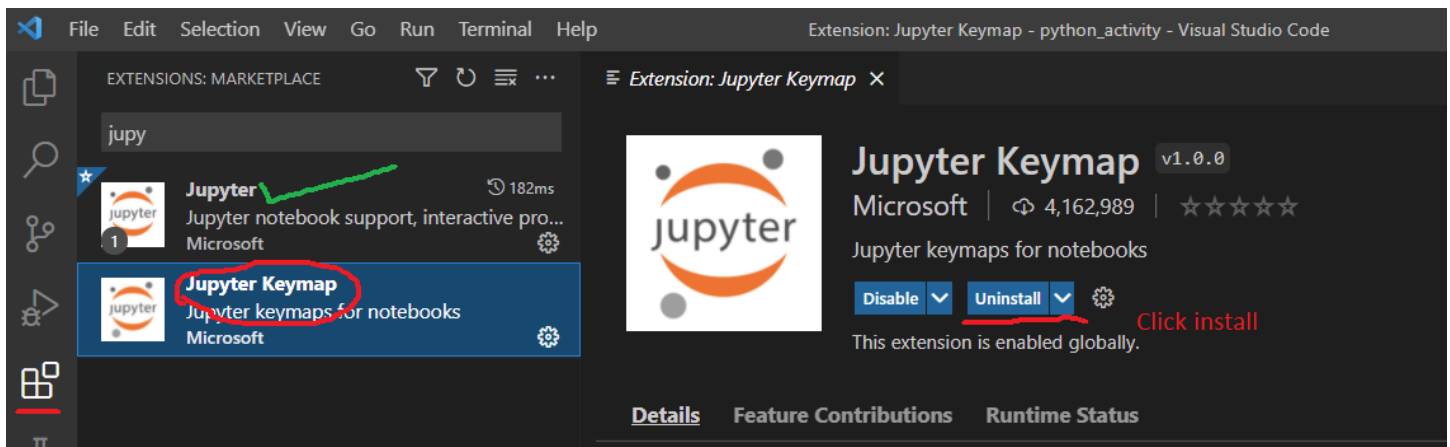 File Edit Selection View Go Run Terminal Help
Extension: Jupyter Keymap - python_activity - Visual Studio Code
EXTENSIONS: MARKETPLACE
Extension: Jupyter Keymap
jupy
jupyter
1
Jupyter
182ms
Jupyter notebook support, interactive pro...
Microsoft
jupyter
Jupyter Keymap
Jupyter keymaps for notebooks
Microsoft
jupyter
Jupyter Keymap v1.0.0
Microsoft | 4,162,989 |
Jupyter keymaps for notebooks
Disable Uninstall
Click install
This extension is enabled globally.
Details Feature Contributions Runtime Status